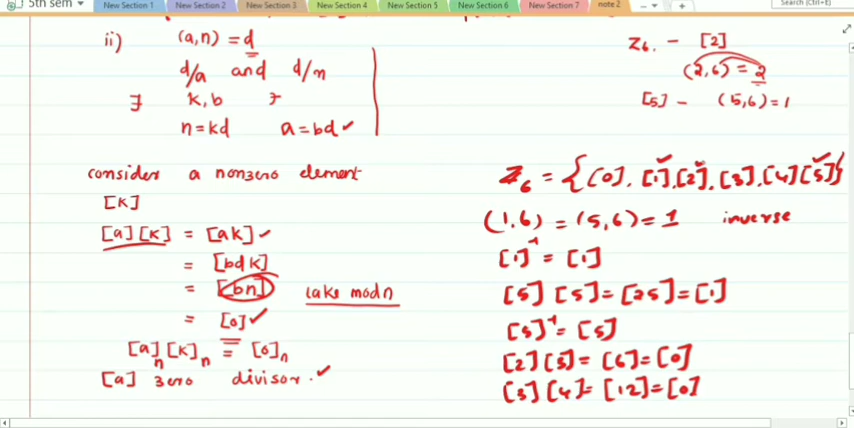 5th sem
New Section 1
New Section 2
New Section 3
New Section 4
New Section 5
New Section 6
New Section 7
note 2
Search (Ctrl+E)
ii) (a,n) = d
d/a and d/n
∃ k, b ∋
n = kd a = bd ✓
consider a nonzero element
[k]
[a][k] = [ak] ✓
= [bdk]
= [bn] take mod n
= [0] ✓
[a]n [k]n ≡ [0]n
[a] zero divisor. ✓
Z6. - [2]
(2,6) = 2
[5] - (5,6) = 1
Z6 = {[0], [1], [2], [3], [4] [5]}
(1,6) = (5,6) = 1 inverse
[1]⁻¹ = [1]
[5] [5] = [25] = [1]
[5]⁻¹ = [5]
[2] [3] = [6] = [0]
[3] [4] = [12] = [0]